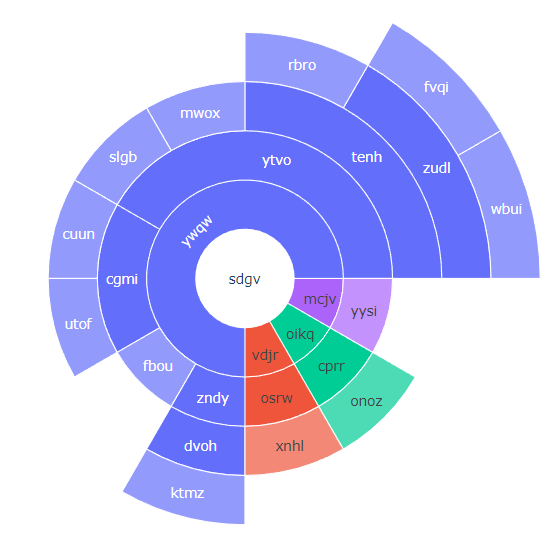 rbro
fvqi
mwox
slgb
ytvo
tenh
zudl
wbui
ywqw
cuun
cgmi
sdgv
mcjv
yysi
utof
oikq
vdjr
fbou
cprr
zndy
osrw
onoz
dvoh
xnhl
ktmz